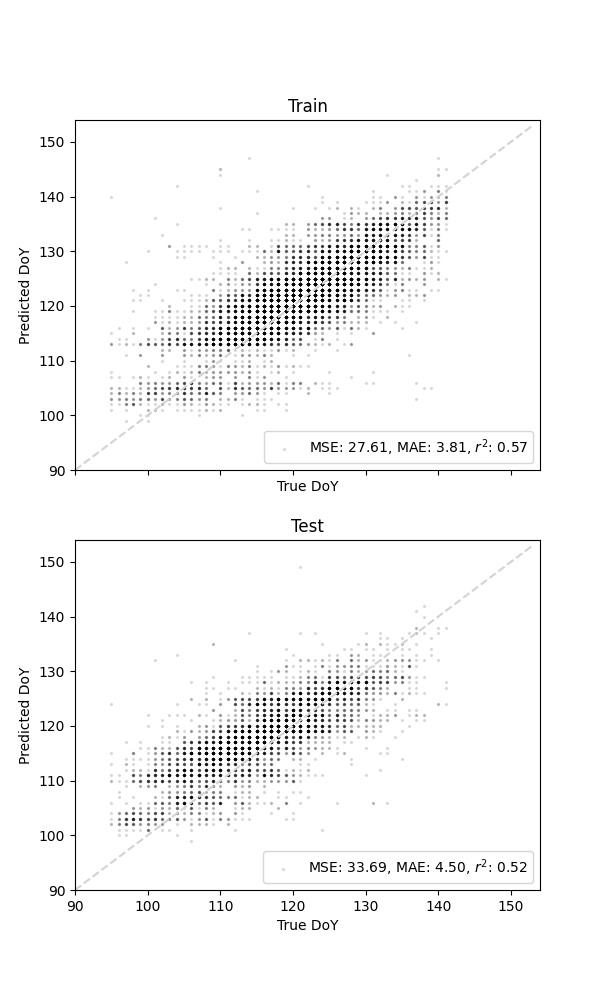 Train
150
140
130
120
110
100
90
Predicted DoY
MSE: 27.61, MAE: 3.81, r²: 0.57
True DoY
Test
150
140
130
120
110
100
90
Predicted DoY
MSE: 33.69, MAE: 4.50, r²: 0.52
90 100 110 120 130 140 150
True DoY